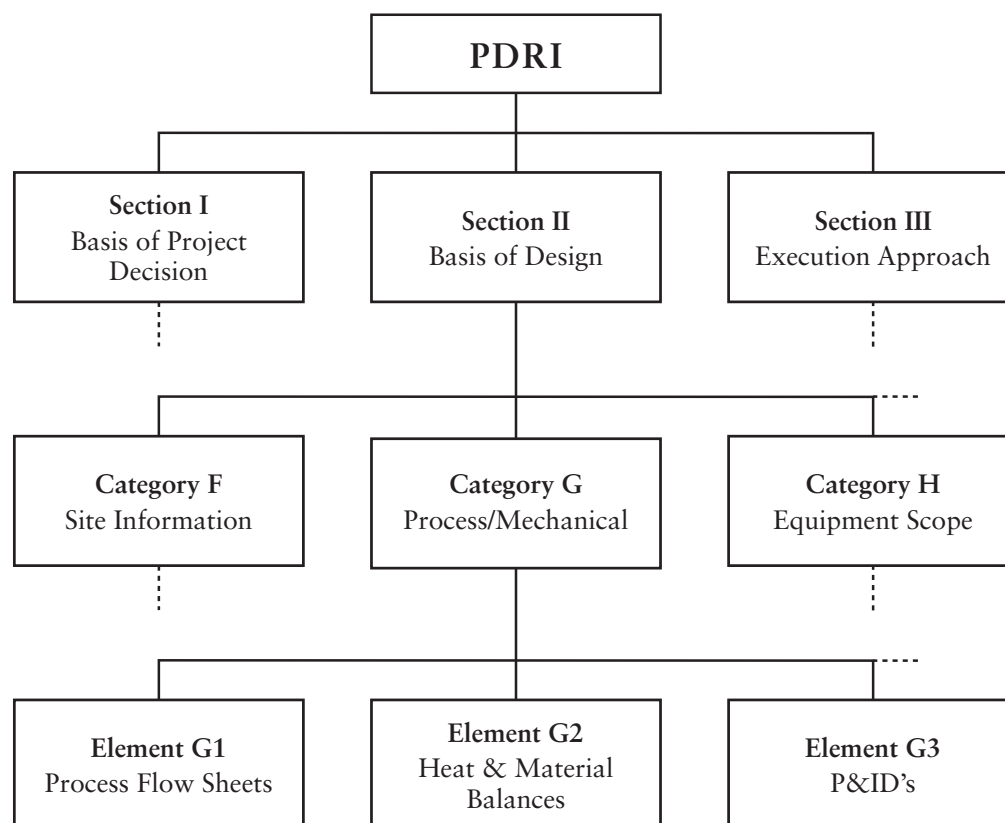 PDRI
Section I
Basis of Project
Decision
Section II
Basis of Design
Section III
Execution Approach
Category F
Site Information
Category G
Process/Mechanical
Category H
Equipment Scope
Element G1
Process Flow Sheets
Element G2
Heat & Material
Balances
Element G3
P&ID's